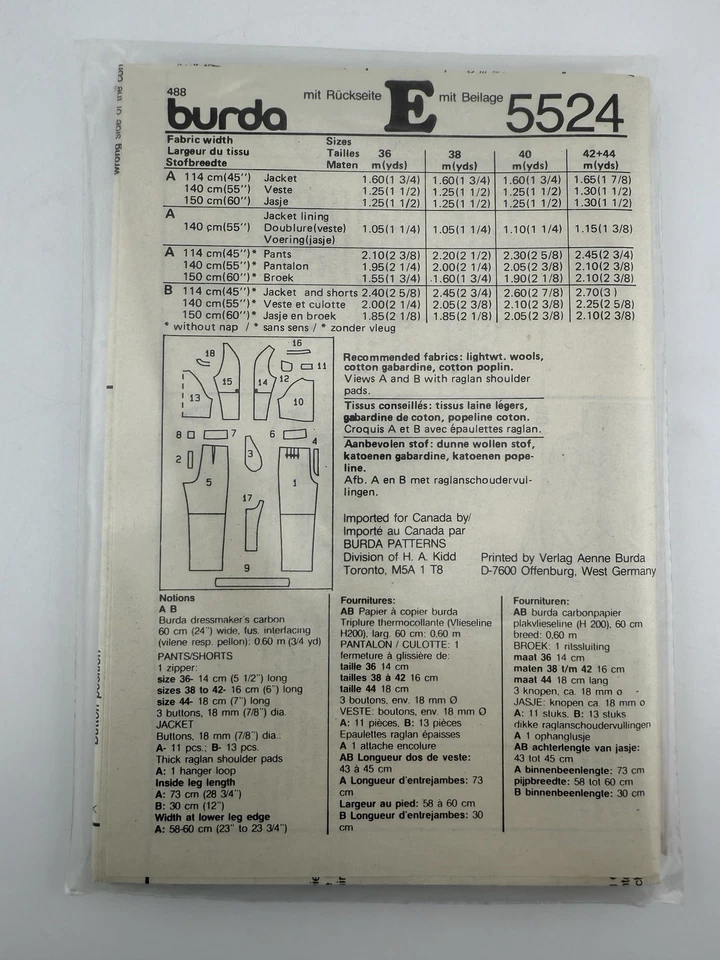 488
burda
mit Rückseite E mit Beilage 5524
Fabric width Sizes
Largeur du tissu Tailles 36 38 40 42+44
Stofbreedte Maten m(yds) m(yds) m(yds) m(yds)
A 114 cm(45") Jacket 1.60(1 3/4) 1.60(1 3/4) 1.60(1 3/4) 1.65(1 7/8)
140 cm(55") Veste 1.25(1 1/2) 1.25(1 1/2) 1.25(1 1/2) 1.30(1 1/2)
150 cm(60") Jasje 1.25(1 1/2) 1.25(1 1/2) 1.25(1 1/2) 1.30(1 1/2)
A Jacket lining
140 cm(55") Doublure(veste) 1.05(1 1/4) 1.05(1 1/4) 1.10(1 1/4) 1.15(1 3/8)
Voering(jasje)
A 114 cm(45")* Pants 2.10(2 3/8) 2.20(1/2) 2.30(2 5/8) 2.45(2 3/4)
140 cm(55")* Pantalon 1.95(2 1/4) 2.00(2 1/4) 2.05(2 3/8) 2.10(2 3/8)
150 cm(60")* Broek 1.55(1 3/4) 1.60(1 3/4) 1.90(2 1/8) 2.10(2 3/8)
B 114 cm(45")* Jacket and shorts 2.40(2 5/8) 2.45(2 3/4) 2.60(2 7/8) 2.70(3 )
140 cm(55")* Veste et culotte 2.00(2 1/4) 2.05(2 3/8) 2.10(2 3/8) 2.25(2 5/8)
150 cm(60")* Jasje en broek 1.85(2 1/8) 1.85(2 1/8) 2.05(2 3/8) 2.10(2 3/8)
* without nap / * sans sens / * zonder vleug
16
18
11
15
14
12
13
10
8
7
6
4
2
3
5
1
17
9
Recommended fabrics: lightwt. wools,
cotton gabardine, cotton poplin.
Views A and B with raglan shoulder
pads.
Tissus conseillés: tissus laine légers,
gabardine de coton, popeline coton.
Croquis A et B avec épaulettes raglan.
Aanbevolen stof: dunne wollen stof,
katoenen gabardine, katoenen pope-
line.
Afb. A en B met raglanschoudervul-
lingen.
Imported for Canada by/
Importé au Canada par
BURDA PATTERNS
Division of H. A. Kidd
Toronto, M5A 1 T8
Printed by Verlag Aenne Burda
D-7600 Offenburg, West Germany
Notions
A B
Burda dressmaker's carbon
60 cm (24") wide, fus. interfacing
(vilene resp. pellon): 0.60 m (3/4 yd)
PANTS/SHORTS
1 zipper:
size 36- 14 cm (5 1/2") long
sizes 38 to 42- 16 cm (6") long
size 44- 18 cm (7") long
3 buttons, 18 mm (7/8") dia.
JACKET
Buttons, 18 mm (7/8") dia.:
A- 11 pcs.; B- 13 pcs.
Thick raglan shoulder pads
A: 1 hanger loop
Inside leg length
A: 73 cm (28 3/4")
B: 30 cm (12")
Width at lower leg edge
A: 58-60 cm (23" to 23 3/4")
Fournitures:
AB Papier à copier burda
Triplure thermocollante (Vlieseline
H200), larg. 60 cm: 0,60 m
PANTALON / CULOTTE: 1
fermeture à glissière de:
taille 36 14 cm
tailles 38 à 42 16 cm
taille 44 18 cm
3 boutons, env. 18 mm Ø
VESTE: boutons, env. 18 mm Ø
A: 11 pièces, B: 13 pièces
Epaulettes raglan épaisses
A 1 attache encolure
AB Longueur dos de veste:
43 à 45 cm
A Longueur d'entrejambes: 73
cm
Largeur au pied: 58 à 60 cm
B Longueur d'entrejambes: 30
cm
Fournituren:
AB burda carbonpapier
plakvlieseline (H 200), 60 cm
breed: 0,60 m
BROEK: 1 ritssluiting
maat 36 14 cm
maten 38 t/m 42 16 cm
maat 44 18 cm lang
3 knopen, ca. 18 mm ø
JASJE: knopen ca. 18 mm ø
A: 11 stuks. B: 13 stuks
dikke raglanschoudervullingen
A 1 ophanglusje
AB achterlengte van jasje:
43 tot 45 cm
A binnenbeenlengte: 73 cm
pijpbreedte: 58 tot 60 cm
B binnenbeenlengte: 30 cm
wrong side of the
Button position